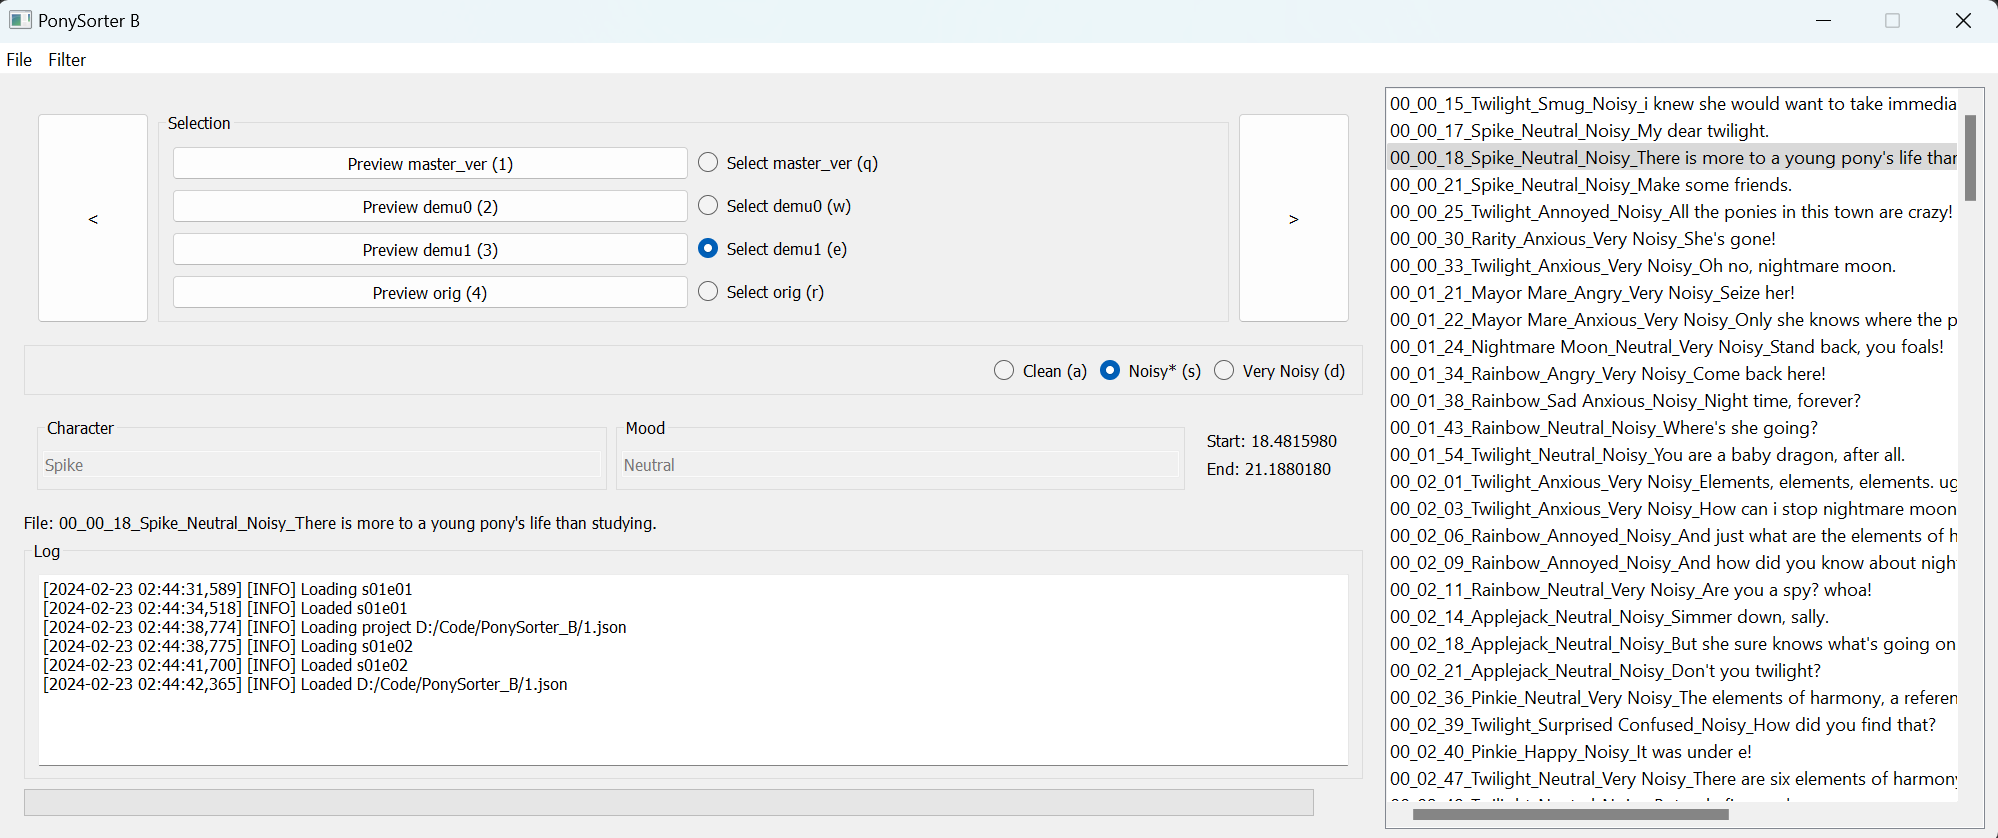 PonySorter B
File Filter
Selection
<
Preview master_ver (1)
Select master_ver (q)
Preview demu0 (2)
Select demu0 (w)
Preview demu1 (3)
Select demu1 (e)
Preview orig (4)
Select orig (r)
>
Clean (a) Noisy* (s) Very Noisy (d)
Character
Spike
Mood
Neutral
Start: 18.4815980
End: 21.1880180
File: 00_00_18_Spike_Neutral_Noisy_There is more to a young pony's life than studying.
Log
[2024-02-23 02:44:31,589] [INFO] Loading s01e01
[2024-02-23 02:44:34,518] [INFO] Loaded s01e01
[2024-02-23 02:44:38,774] [INFO] Loading project D:/Code/PonySorter_B/1.json
[2024-02-23 02:44:38,775] [INFO] Loading s01e02
[2024-02-23 02:44:41,700] [INFO] Loaded s01e02
[2024-02-23 02:44:42,365] [INFO] Loaded D:/Code/PonySorter_B/1.json
00_00_15_Twilight_Smug_Noisy_i knew she would want to take immedia
00_00_17_Spike_Neutral_Noisy_My dear twilight.
00_00_18_Spike_Neutral_Noisy_There is more to a young pony's life than
00_00_21_Spike_Neutral_Noisy_Make some friends.
00_00_25_Twilight_Annoyed_Noisy_All the ponies in this town are crazy!
00_00_30_Rarity_Anxious_Very Noisy_She's gone!
00_00_33_Twilight_Anxious_Very Noisy_Oh no, nightmare moon.
00_01_21_Mayor Mare_Angry_Very Noisy_Seize her!
00_01_22_Mayor Mare_Anxious_Very Noisy_Only she knows where the p
00_01_24_Nightmare Moon_Neutral_Very Noisy_Stand back, you foals!
00_01_34_Rainbow_Angry_Very Noisy_Come back here!
00_01_38_Rainbow_Sad Anxious_Noisy_Night time, forever?
00_01_43_Rainbow_Neutral_Noisy_Where's she going?
00_01_54_Twilight_Neutral_Noisy_You are a baby dragon, after all.
00_02_01_Twilight_Anxious_Very Noisy_Elements, elements, elements. ug
00_02_03_Twilight_Anxious_Very Noisy_How can i stop nightmare moon
00_02_06_Rainbow_Annoyed_Noisy_And just what are the elements of h
00_02_09_Rainbow_Annoyed_Noisy_And how did you know about nigh
00_02_11_Rainbow_Neutral_Very Noisy_Are you a spy? whoa!
00_02_14_Applejack_Neutral_Noisy_Simmer down, sally.
00_02_18_Applejack_Neutral_Noisy_But she sure knows what's going on
00_02_21_Applejack_Neutral_Noisy_Don't you twilight?
00_02_36_Pinkie_Neutral_Very Noisy_The elements of harmony, a referen
00_02_39_Twilight_Surprised Confused_Noisy_How did you find that?
00_02_40_Pinkie_Happy_Noisy_It was under e!
00_02_47_Twilight_Neutral_Very Noisy_There are six elements of harmony